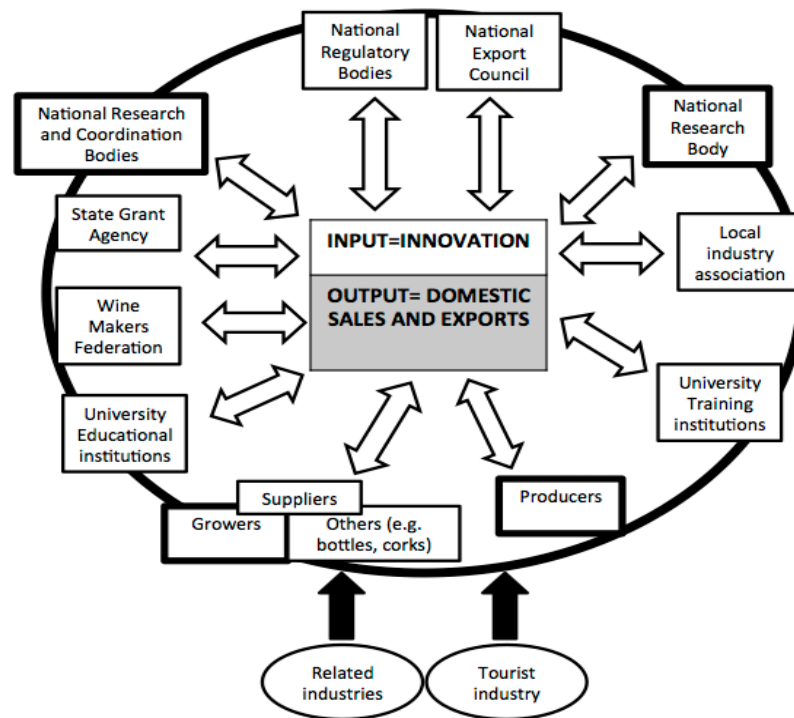 National
Regulatory
Bodies
National
Export
Council
National Research
and Coordination
Bodies
National
Research
Body
State Grant
Agency
INPUT=INNOVATION
Local
industry
association
OUTPUT= DOMESTIC
SALES AND EXPORTS
Wine
Makers
Federation
University
Educational
institutions
University
Training
institutions
Suppliers
Growers
Others (e.g.
bottles, corks)
Producers
Related
industries
Tourist
industry